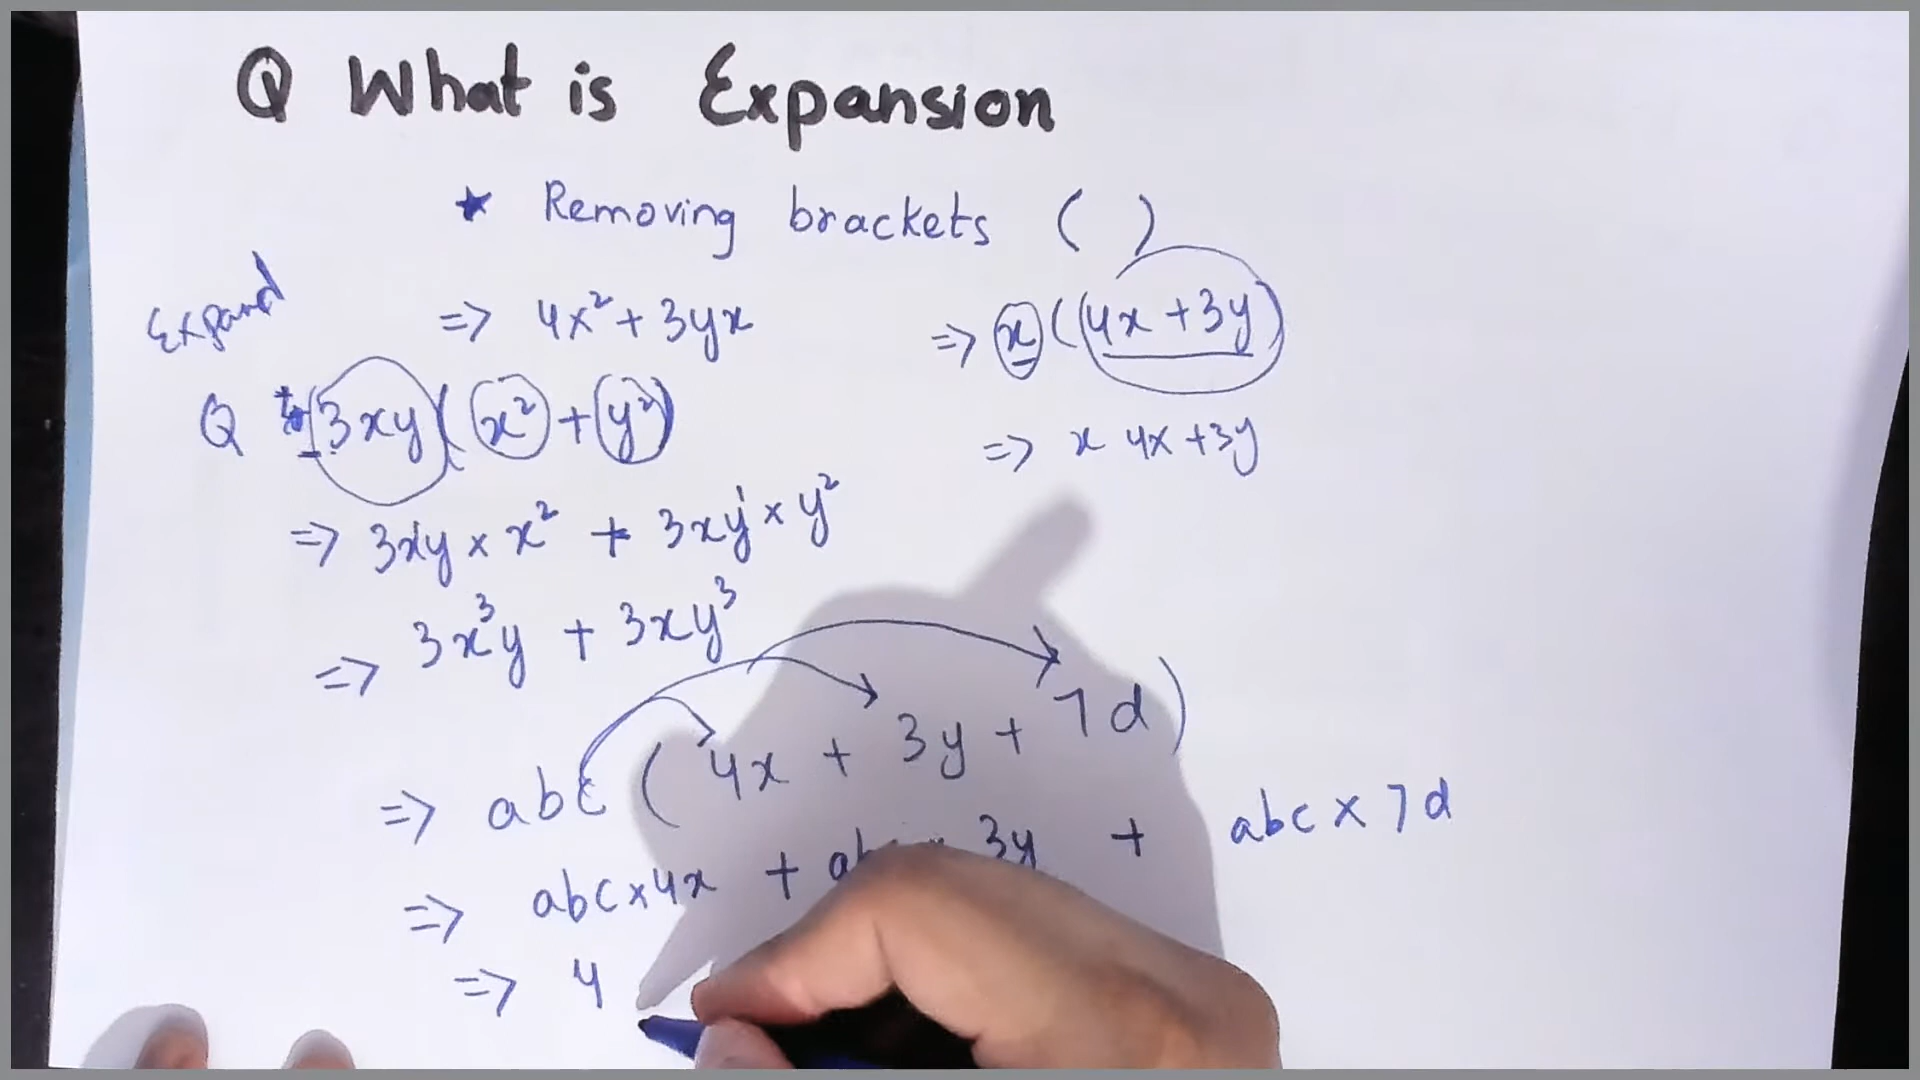 Q What is Expansion
★ Removing brackets ( )
Expand
=> 4x² + 3yx
=> x(4x + 3y)
=> x 4x + 3y
Q 3xy(x² + y²)
=> 3xy × x² + 3xy × y²
=> 3x³y + 3xy³
=> abc ( 4x + 3y + 7d)
=> abc × 4x + 3y + abc × 7d
=> 4